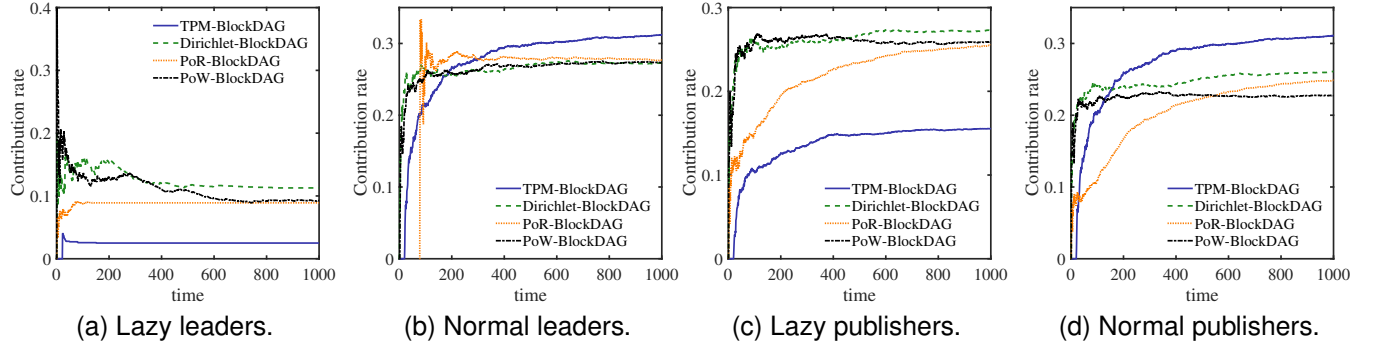 Contribution rate
0.4
0.3
0.2
0.1
0
0 200 400 600 800 1000
time
TPM-BlockDAG
Dirichlet-BlockDAG
PoR-BlockDAG
PoW-BlockDAG
(a) Lazy leaders.
Contribution rate
0.3
0.2
0.1
0
0 200 400 600 800 1000
time
TPM-BlockDAG
Dirichlet-BlockDAG
PoR-BlockDAG
PoW-BlockDAG
(b) Normal leaders.
Contribution rate
0.3
0.2
0.1
0
0 200 400 600 800 1000
time
TPM-BlockDAG
Dirichlet-BlockDAG
PoR-BlockDAG
PoW-BlockDAG
(c) Lazy publishers.
Contribution rate
0.3
0.2
0.1
0
0 200 400 600 800 1000
time
TPM-BlockDAG
Dirichlet-BlockDAG
PoR-BlockDAG
PoW-BlockDAG
(d) Normal publishers.